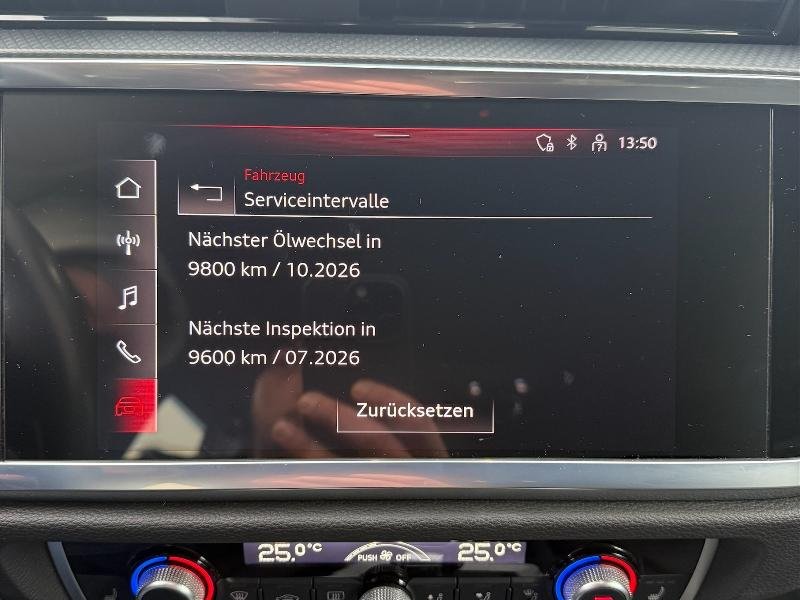 13:50
Fahrzeug
Serviceintervalle
Nächster Ölwechsel in
9800 km / 10.2026
Nächste Inspektion in
9600 km / 07.2026
Zurücksetzen
25.0°C PUSH OFF 25.0°C